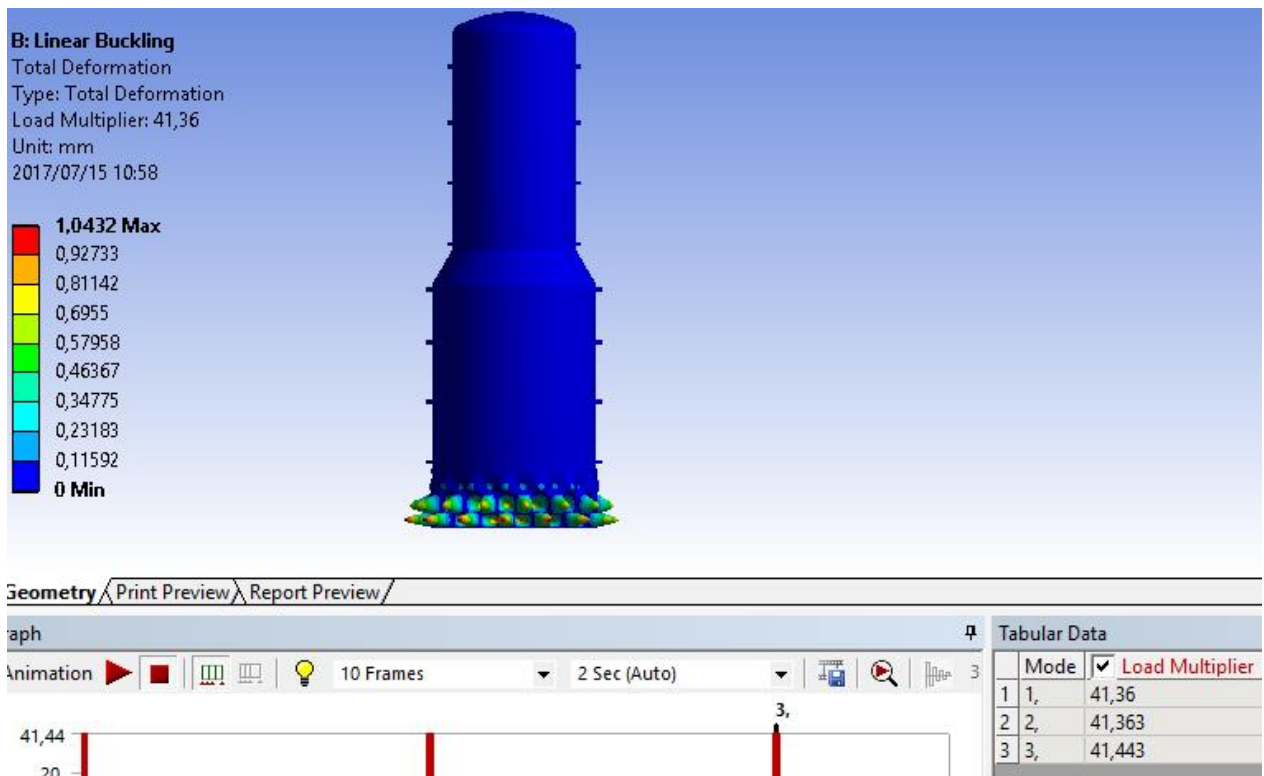 B: Linear Buckling
Total Deformation
Type: Total Deformation
Load Multiplier: 41,36
Unit: mm
2017/07/15 10:58
1,0432 Max
0,92733
0,81142
0,6955
0,57958
0,46367
0,34775
0,23183
0,11592
0 Min
Geometry Print Preview Report Preview
raph
Tabular Data
Animation 10 Frames 2 Sec (Auto) 3
Mode Load Multiplier
1 1, 41,36
2 2, 41,363
3 3, 41,443
3,
41,44
20